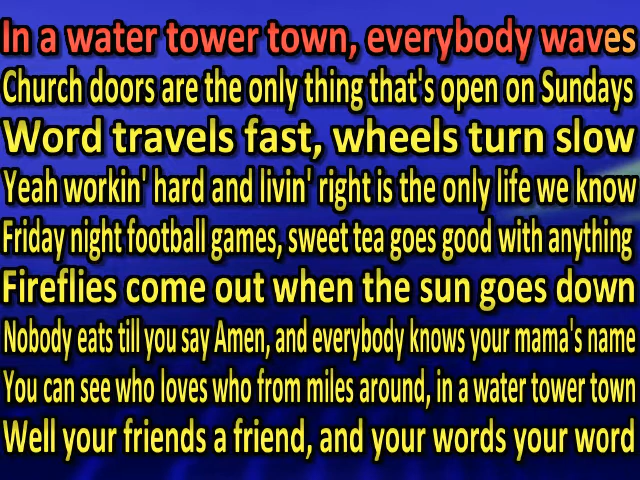 In a water tower town, everybody waves
Church doors are the only thing that's open on Sundays
Word travels fast, wheels turn slow
Yeah workin' hard and livin' right is the only life we know
Friday night football games, sweet tea goes good with anything
Fireflies come out when the sun goes down
Nobody eats till you say Amen, and everybody knows your mama's name
You can see who loves who from miles around, in a water tower town
Well your friends a friend, and your words your word